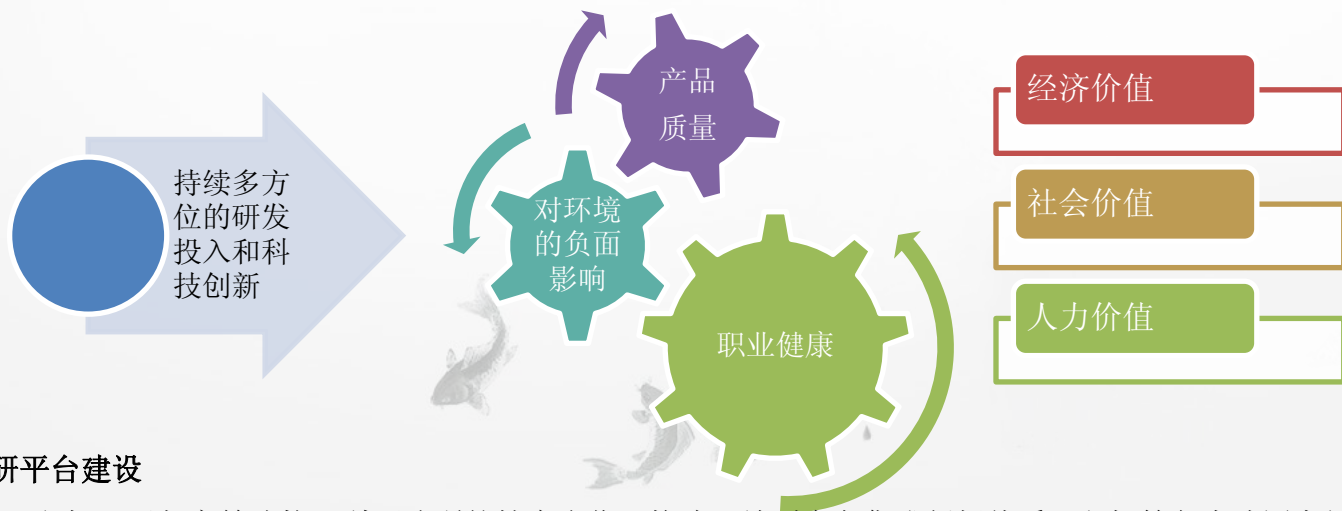 持续多方
位的研发
投入和科
技创新
产品
质量
对环境
的负面
影响
职业健康
经济价值
社会价值
人力价值
研平台建设